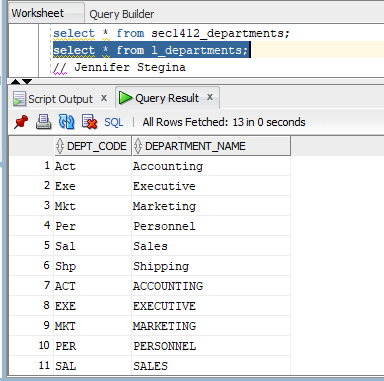 Worksheet Query Builder
select * from sec1412_departments;
select * from l_departments;
// Jennifer Stegina
Script Output x Query Result x
SQL | All Rows Fetched: 13 in 0 seconds
DEPT_CODE DEPARTMENT_NAME
1 Act Accounting
2 Exe Executive
3 Mkt Marketing
4 Per Personnel
5 Sal Sales
6 Shp Shipping
7 ACT ACCOUNTING
8 EXE EXECUTIVE
9 MKT MARKETING
10 PER PERSONNEL
11 SAL SALES